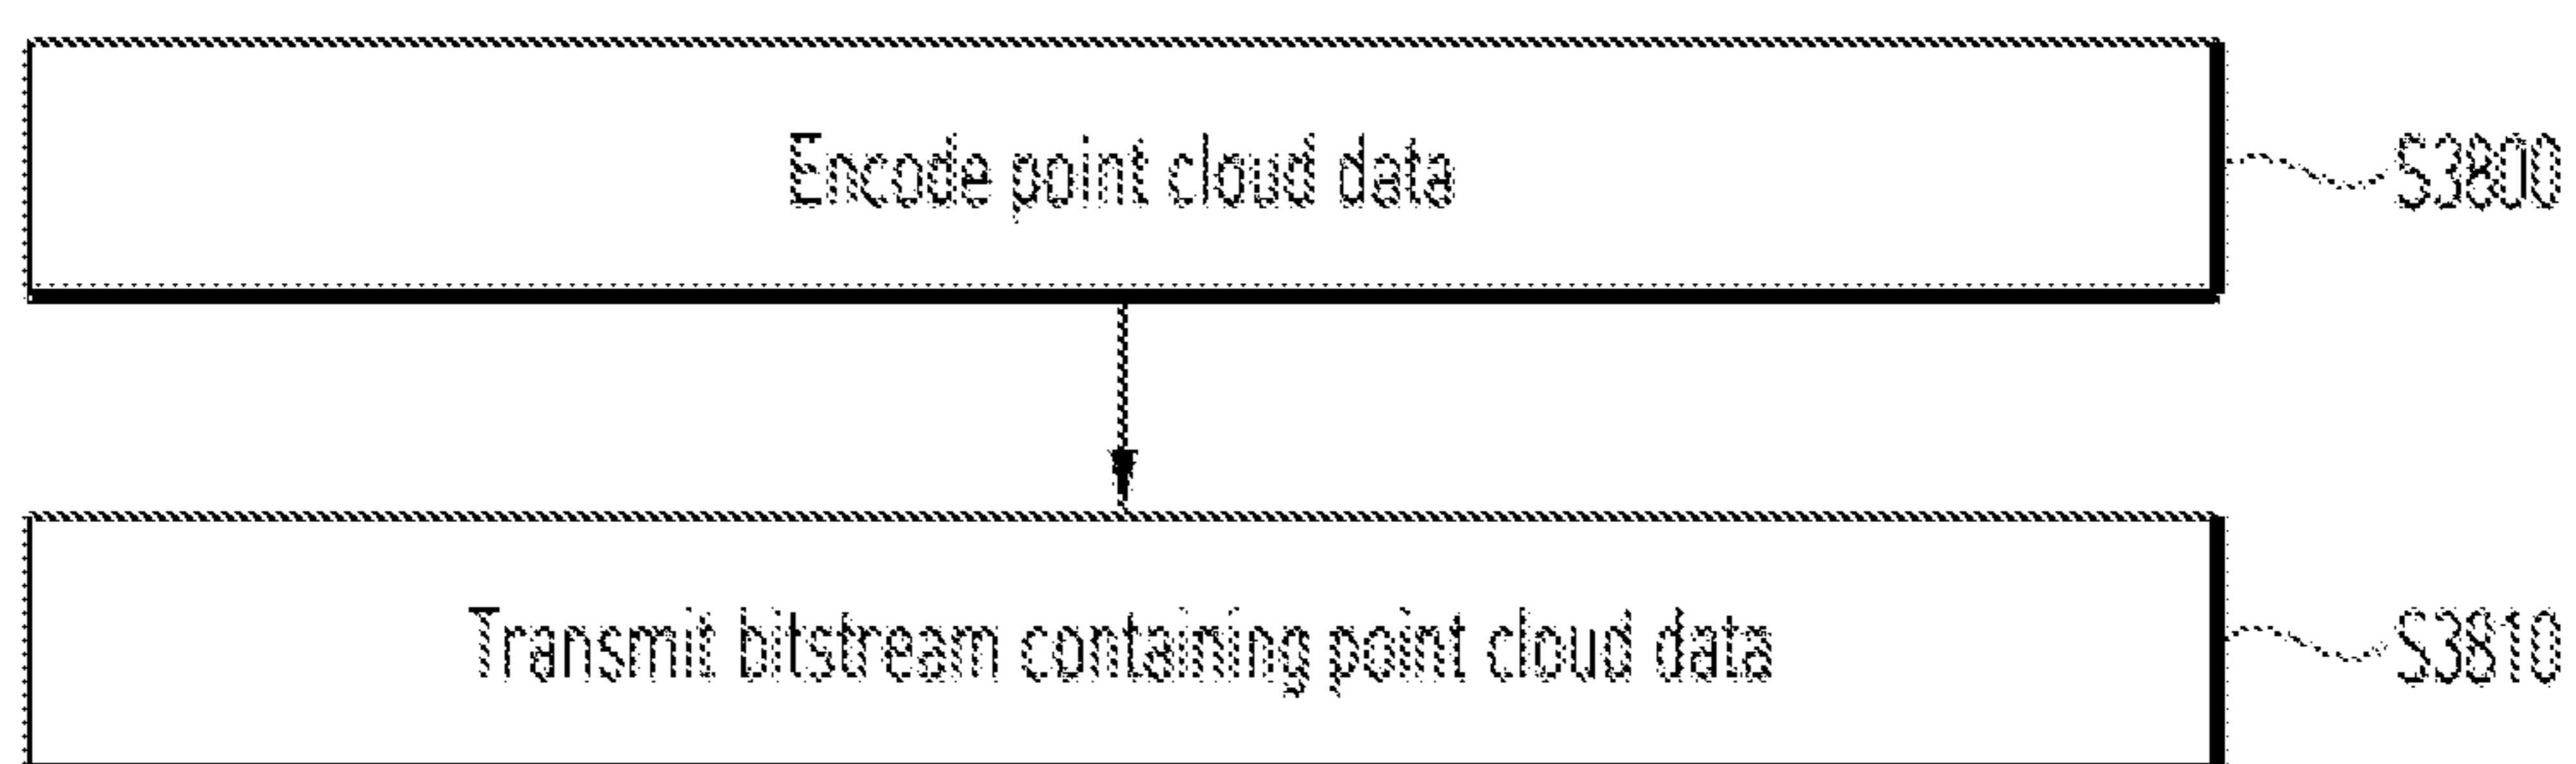 Encode point cloud data
S3800
Transmit bitstream containing point cloud data
S3810